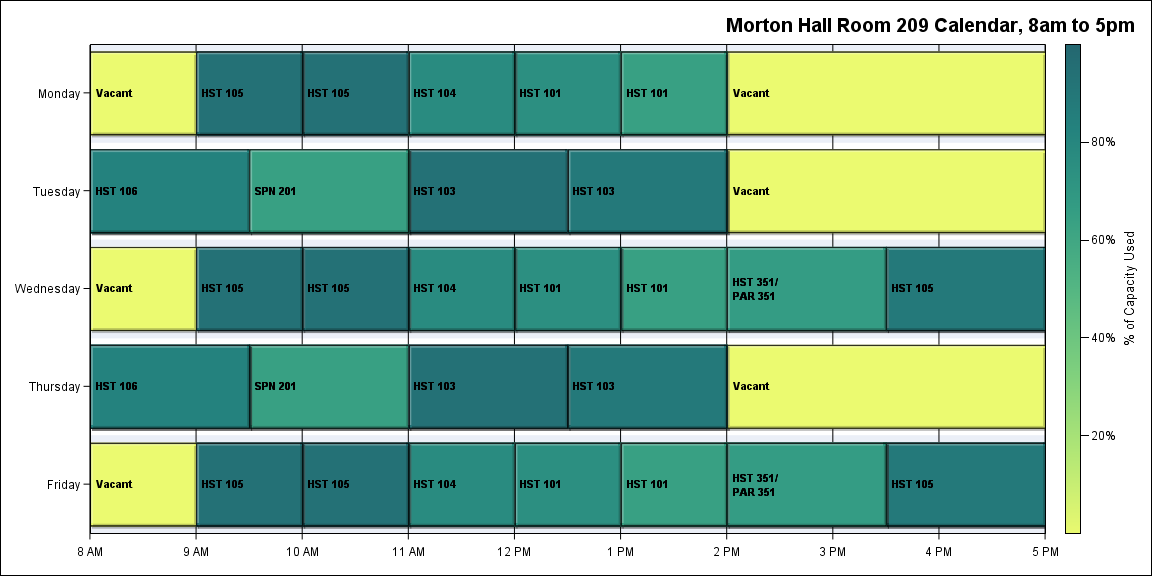 Morton Hall Room 209 Calendar, 8am to 5pm
Monday
Vacant
HST 105
HST 105
HST 104
HST 101
HST 101
Vacant
Tuesday
HST 106
SPN 201
HST 103
HST 103
Vacant
Wednesday
Vacant
HST 105
HST 105
HST 104
HST 101
HST 101
HST 351/
PAR 351
HST 105
Thursday
HST 106
SPN 201
HST 103
HST 103
Vacant
Friday
Vacant
HST 105
HST 105
HST 104
HST 101
HST 101
HST 351/
PAR 351
HST 105
8 AM
9 AM
10 AM
11 AM
12 PM
1 PM
2 PM
3 PM
4 PM
5 PM
80%
60%
40%
20%
% of Capacity Used